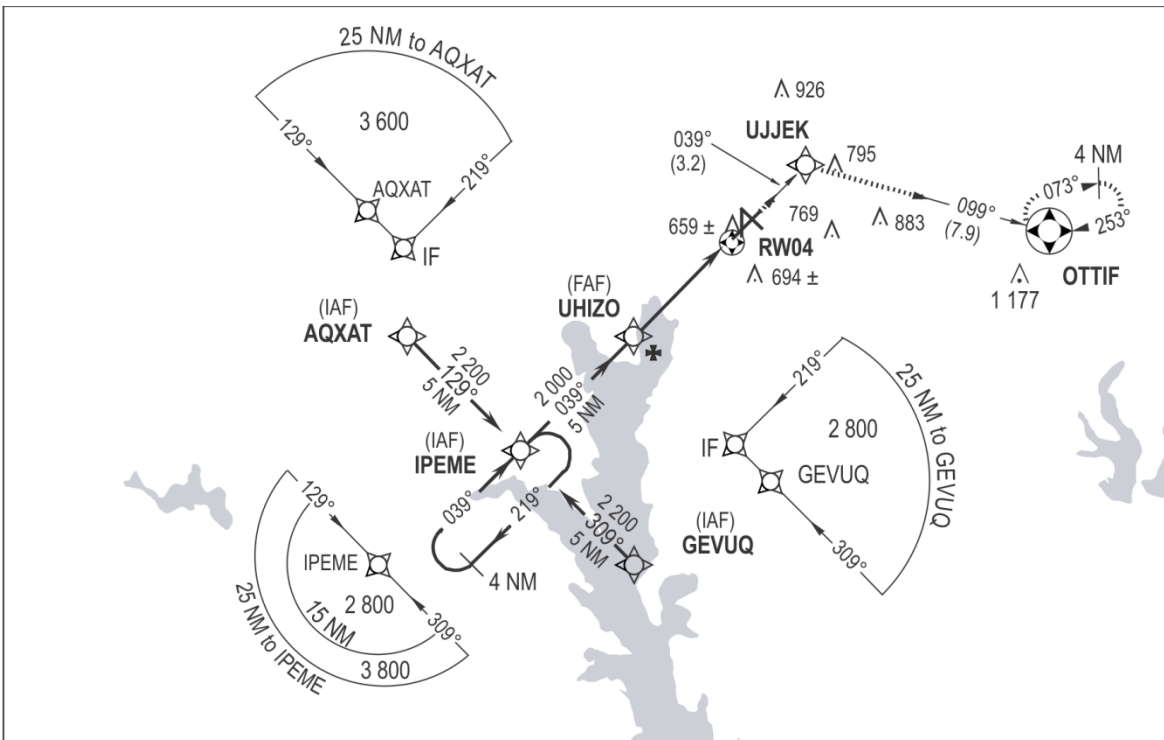 25 NM to AQXAT
3 600
129°
219°
AQXAT
IF
926
UJJEK
039°
(3.2)
795
4 NM
073°
253°
099°
(7.9)
883
769
659 ±
RW04
694 ±
OTTIF
1 177
(FAF)
UHIZO
(IAF)
AQXAT
2 200
129°
5 NM
2 000
039°
5 NM
(IAF)
IPEME
039°
219°
4 NM
2 200
309°
5 NM
(IAF)
GEVUQ
219°
25 NM to GEVUQ
2 800
IF
GEVUQ
309°
129°
IPEME
2 800
15 NM
309°
3 800
25 NM to IPEME